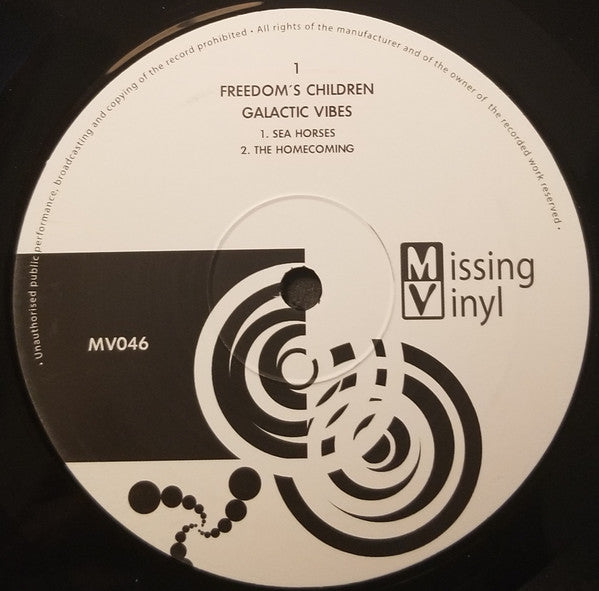 Unauthorised public performance, broadcasting and copying of the record prohibited • All rights of the manufacturer and of the owner of the recorded work reserved •
1
FREEDOM´S CHILDREN
GALACTIC VIBES
1. SEA HORSES
2. THE HOMECOMING
Missing
Vinyl
MV046